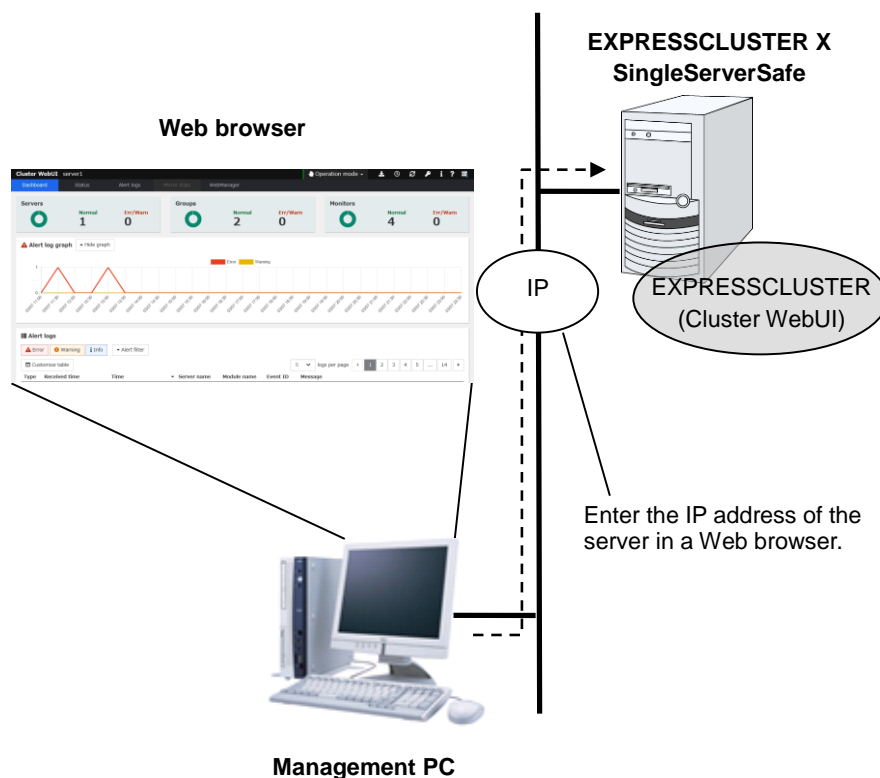 EXPRESSCLUSTER X
SingleServerSafe
Web browser
Cluster WebUI server1
Operation mode
Dashboard Status Alert logs WebManager
Servers
Normal Err/Warn
1 0
Groups
Normal Err/Warn
2 0
Monitors
Normal Err/Warn
4 0
Alert log graph Hide graph
Error Warning
1
0
Alert logs
Error Warning Info Alert filter
Customize table
logs per page 1 2 3 4 5 ... 14
Type Received time Time Server name Module name Event ID Message
IP
EXPRESSCLUSTER
(Cluster WebUI)
Enter the IP address of the
server in a Web browser.
Management PC